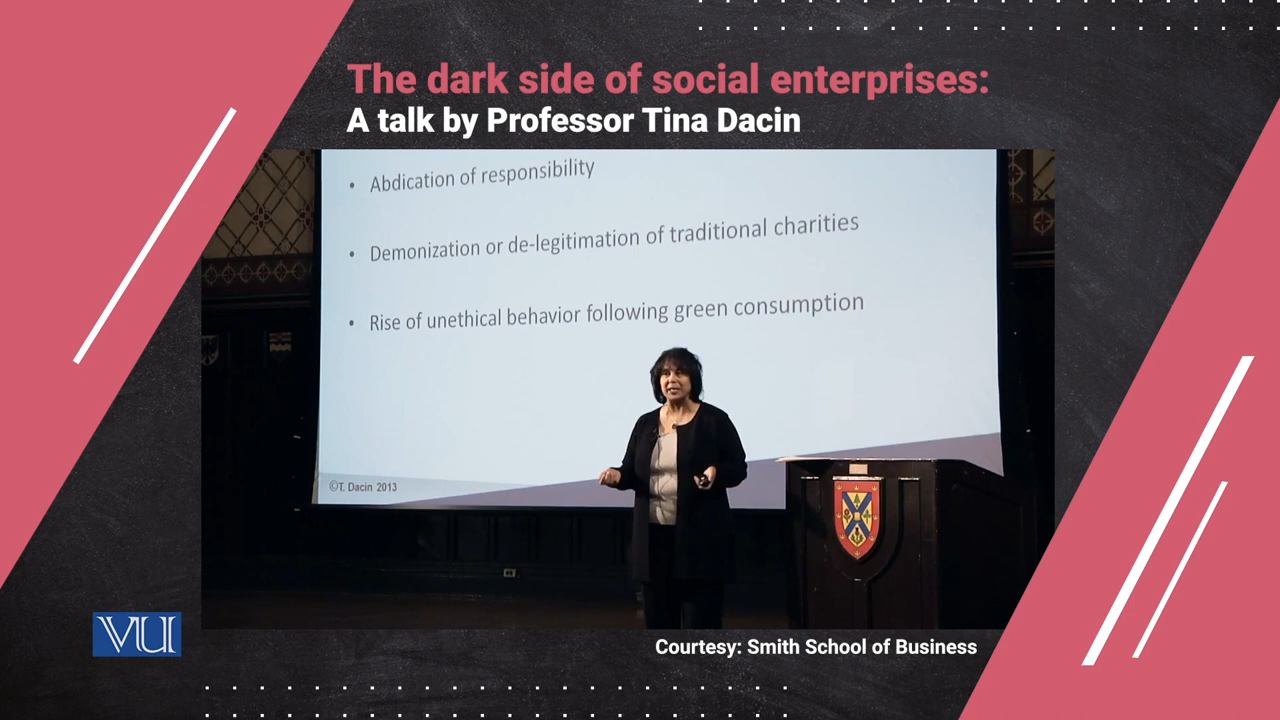 The dark side of social enterprises:
A talk by Professor Tina Dacin
• Abdication of responsibility
• Demonization or de-legitimation of traditional charities
• Rise of unethical behavior following green consumption
©T. Dacin 2013
VU
Courtesy: Smith School of Business